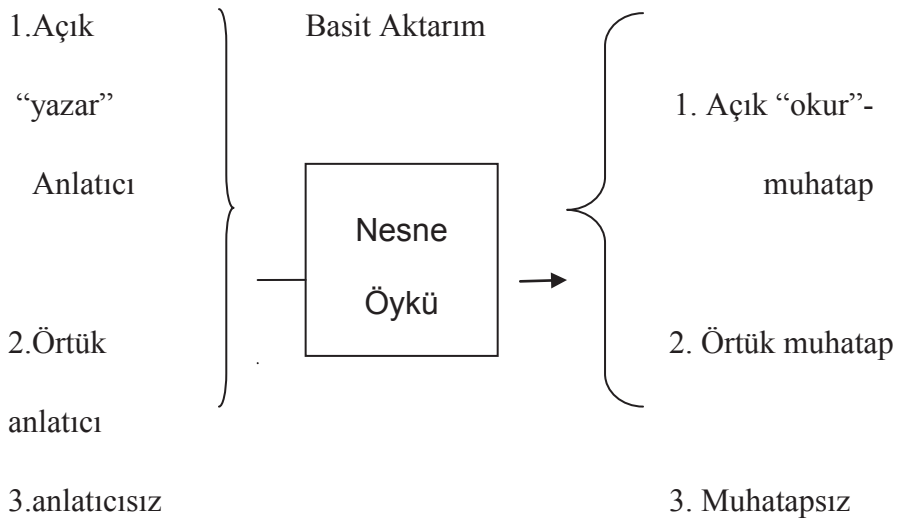 1.Açık
“yazar”
Anlatıcı
2.Örtük
anlatıcı
3.anlatıcısız
Basit Aktarım
Nesne
Öykü
1. Açık “okur”-
muhatap
2. Örtük muhatap
3. Muhatapsız